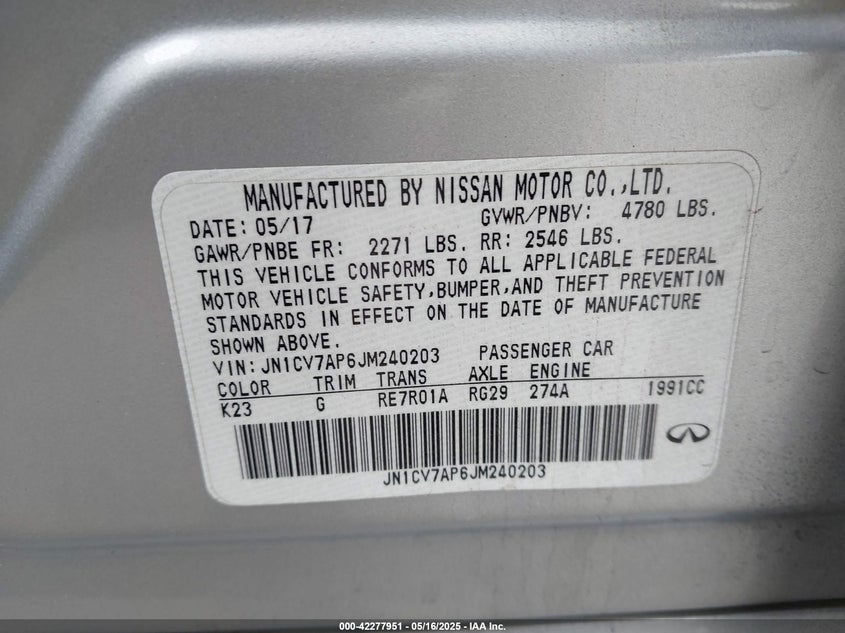 MANUFACTURED BY NISSAN MOTOR CO.,LTD.
DATE: 05/17 GVWR/PNBV: 4780 LBS.
GAWR/PNBE FR: 2271 LBS. RR: 2546 LBS.
THIS VEHICLE CONFORMS TO ALL APPLICABLE FEDERAL
MOTOR VEHICLE SAFETY,BUMPER,AND THEFT PREVENTION
STANDARDS IN EFFECT ON THE DATE OF MANUFACTURE
SHOWN ABOVE.
VIN: JN1CV7AP6JM240203 PASSENGER CAR
COLOR TRIM TRANS AXLE ENGINE
K23 G RE7R01A RG29 274A 1991CC
JN1CV7AP6JM240203
000-42277951 - 05/16/2025 - IAA Inc.